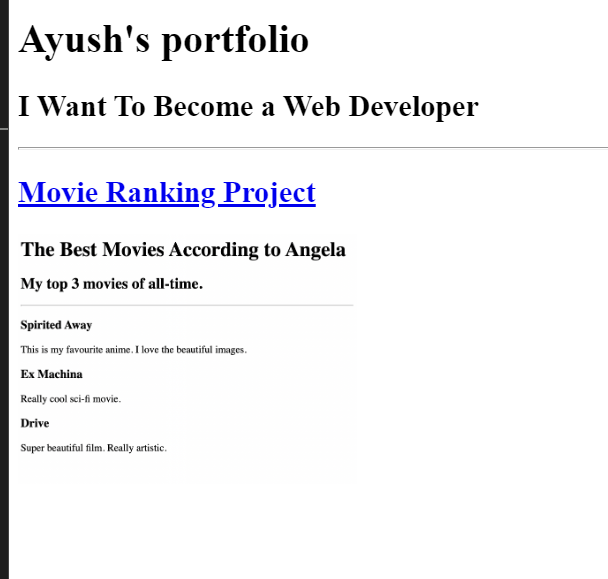 Ayush's portfolio
I Want To Become a Web Developer
Movie Ranking Project
The Best Movies According to Angela
My top 3 movies of all-time.
Spirited Away
This is my favourite anime. I love the beautiful images.
Ex Machina
Really cool sci-fi movie.
Drive
Super beautiful film. Really artistic.